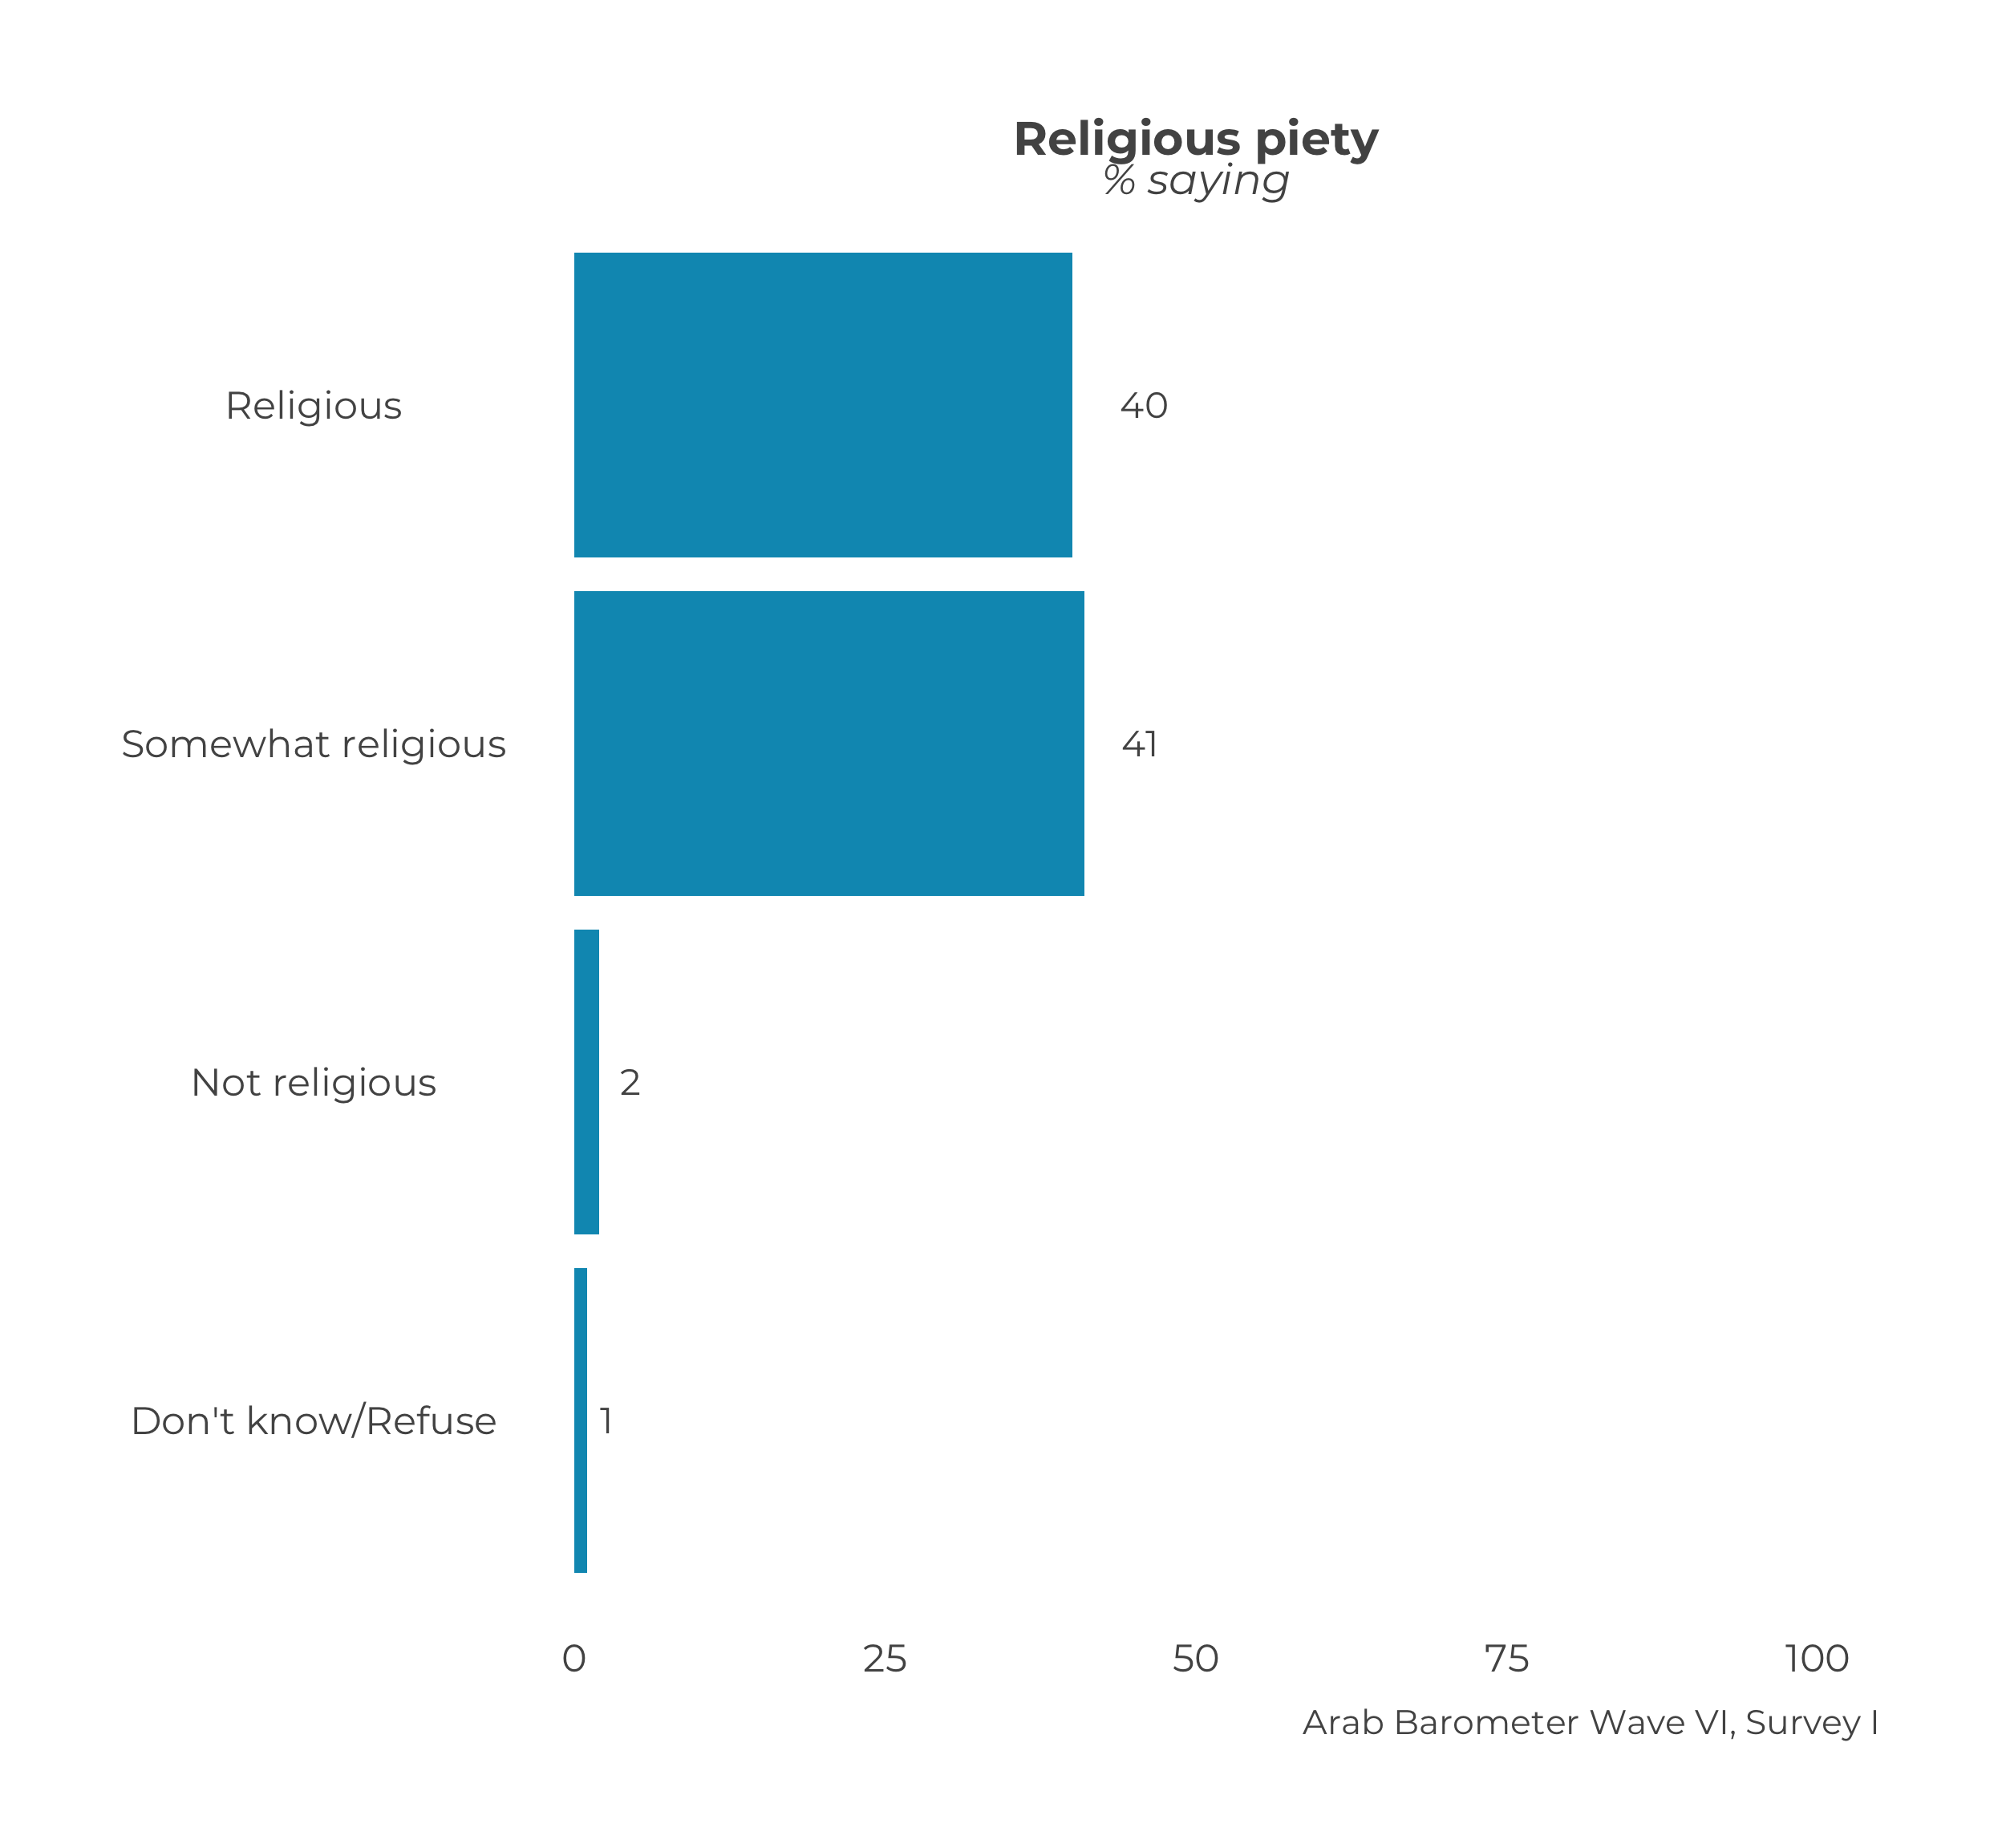 Religious piety
% saying
Religious 40
Somewhat religious 41
Not religious 2
Don't know/Refuse 1
0 25 50 75 100
Arab Barometer Wave VI, Survey I